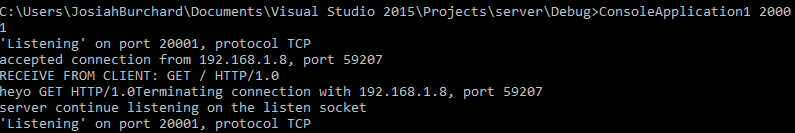 C:\Users\JosiahBurchard\Documents\Visual Studio 2015\Projects\server\Debug>ConsoleApplication1 2000
1
'Listening' on port 20001, protocol TCP
accepted connection from 192.168.1.8, port 59207
RECEIVE FROM CLIENT: GET / HTTP/1.0
heyo GET HTTP/1.0Terminating connection with 192.168.1.8, port 59207
server continue listening on the listen socket
'Listening' on port 20001, protocol TCP